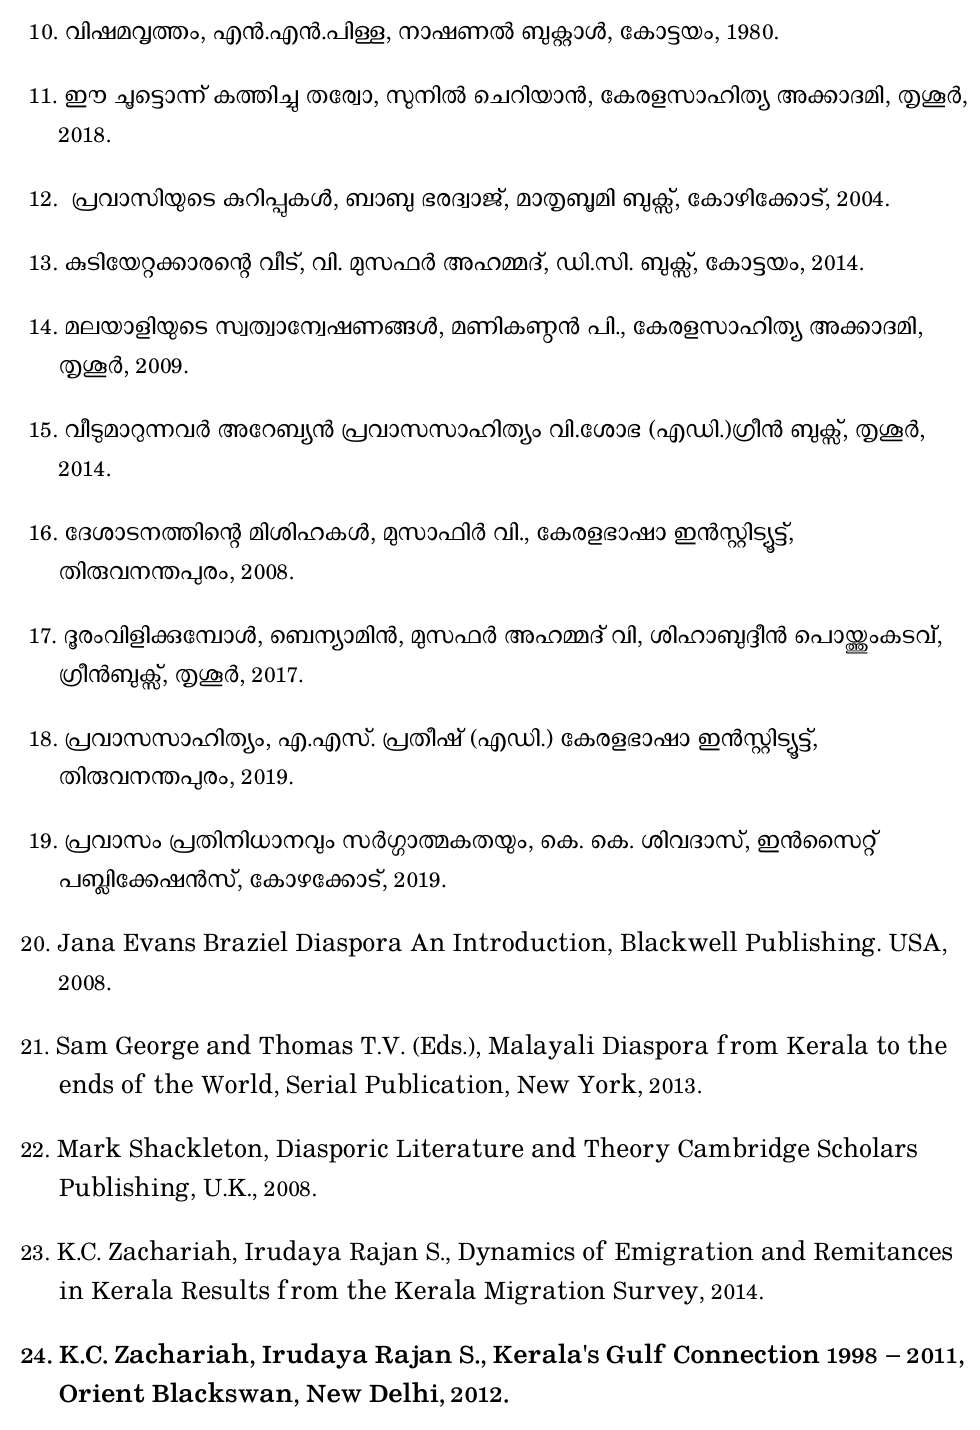 10. വിഷമവൃത്തം, എൻ.എൻ.പിള്ള, നാഷണൽ ബുക്സ്റ്റാൾ, കോട്ടയം, 1980.
11. ഈ ചൂട്ടൊന്ന് കത്തിച്ചു തര്വോ, സുനിൽ ചെറിയാൻ, കേരളസാഹിത്യ അക്കാദമി, തൃശൂർ,
2018.
12. പ്രവാസിയുടെ കുറിപ്പുകൾ, ബാബു ഭരദ്വാജ്, മാതൃബൂമി ബുക്സ്, കോഴിക്കോട്, 2004.
13. കുടിയേറ്റക്കാരന്റെ വീട്, വി. മുസഫർ അഹമ്മദ്, ഡി.സി. ബുക്സ്, കോട്ടയം, 2014.
14. മലയാളിയുടെ സ്വത്വാന്വേഷണങ്ങൾ, മണികണ്ഠൻ പി., കേരളസാഹിത്യ അക്കാദമി,
തൃശൂർ, 2009.
15. വീടുമാറുന്നവർ അറേബ്യൻ പ്രവാസസാഹിത്യം വി.ശോഭ (എഡി.)ഗ്രീൻ ബുക്സ്, തൃശൂർ,
2014.
16. ദേശാടനത്തിന്റെ മിശിഹകൾ, മുസാഫിർ വി., കേരളഭാഷാ ഇൻസ്റ്റിട്യൂട്ട്,
തിരുവനന്തപുരം, 2008.
17. ദൂരംവിളിക്കുമ്പോൾ, ബെന്യാമിൻ, മുസഫർ അഹമ്മദ് വി, ശിഹാബുദ്ദീൻ പൊയ്ത്തുംകടവ്,
ഗ്രീൻബുക്സ്, തൃശൂർ, 2017.
18. പ്രവാസസാഹിത്യം, എ.എസ്. പ്രതീഷ് (എഡി.) കേരളഭാഷാ ഇൻസ്റ്റിട്യൂട്ട്,
തിരുവനന്തപുരം, 2019.
19. പ്രവാസം പ്രതിനിധാനവും സർഗ്ഗാത്മകതയും, കെ. കെ. ശിവദാസ്, ഇൻസൈറ്റ്
പബ്ലിക്കേഷൻസ്, കോഴക്കോട്, 2019.
20. Jana Evans Braziel Diaspora An Introduction, Blackwell Publishing. USA,
2008.
21. Sam George and Thomas T.V. (Eds.), Malayali Diaspora from Kerala to the
ends of the World, Serial Publication, New York, 2013.
22. Mark Shackleton, Diasporic Literature and Theory Cambridge Scholars
Publishing, U.K., 2008.
23. K.C. Zachariah, Irudaya Rajan S., Dynamics of Emigration and Remitances
in Kerala Results from the Kerala Migration Survey, 2014.
24. K.C. Zachariah, Irudaya Rajan S., Kerala's Gulf Connection 1998 – 2011,
Orient Blackswan, New Delhi, 2012.